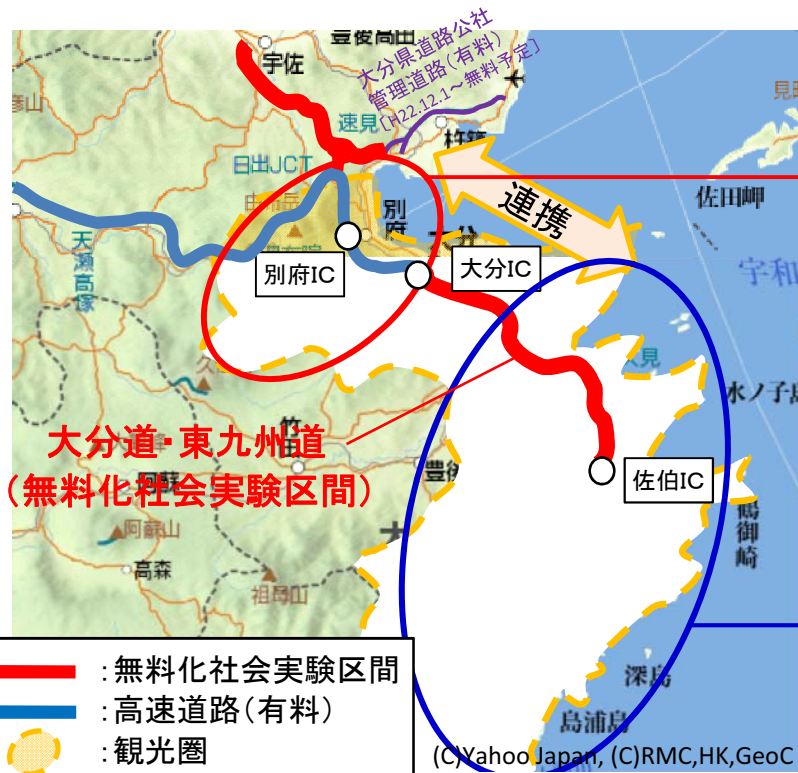 豊後高田
宇佐
大分県道路公社
管理道路(有料)
[H22.12.1～無料予定]
速見
日出JCT
連携
佐田岬
別府
大分
別府IC
大分IC
天瀬高塚
宇和
水ノ子島
竹田
大分道・東九州道
(無料化社会実験区間)
阿蘇
豊後
佐伯IC
鶴御崎
阿蘇山
高森
祖母山
深島
島浦島
:無料化社会実験区間
:高速道路(有料)
:観光圏
(C)Yahoo Japan, (C)RMC,HK,GeoC